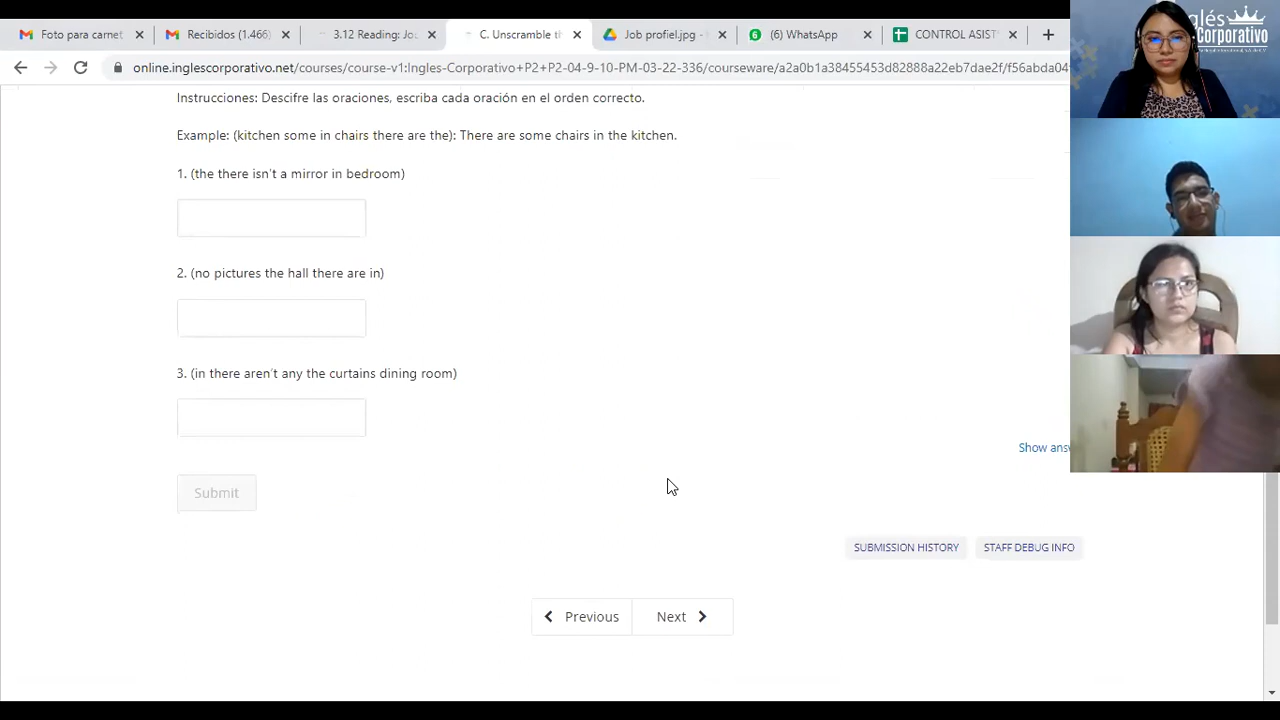 Foto para carnet
Recibidos (1.466)
3.12 Reading: Jou
C. Unscramble th
Job profiel.jpg -
(6) WhatsApp
CONTROL ASIST
online.inglescorporativo.net/courses/course-v1:Ingles-Corporativo+P2+P2-04-9-10-PM-03-22-336/courseware/a2a0b1a38455453d82888a22eb7dae2f/f56abda04
Instrucciones: Descifre las oraciones, escriba cada oración en el orden correcto.
Example: (kitchen some in chairs there are the): There are some chairs in the kitchen.
1. (the there isn't a mirror in bedroom)
2. (no pictures the hall there are in)
3. (in there aren't any the curtains dining room)
Show answ
Submit
SUBMISSION HISTORY
STAFF DEBUG INFO
Previous
Next
Inglés
Corporativo